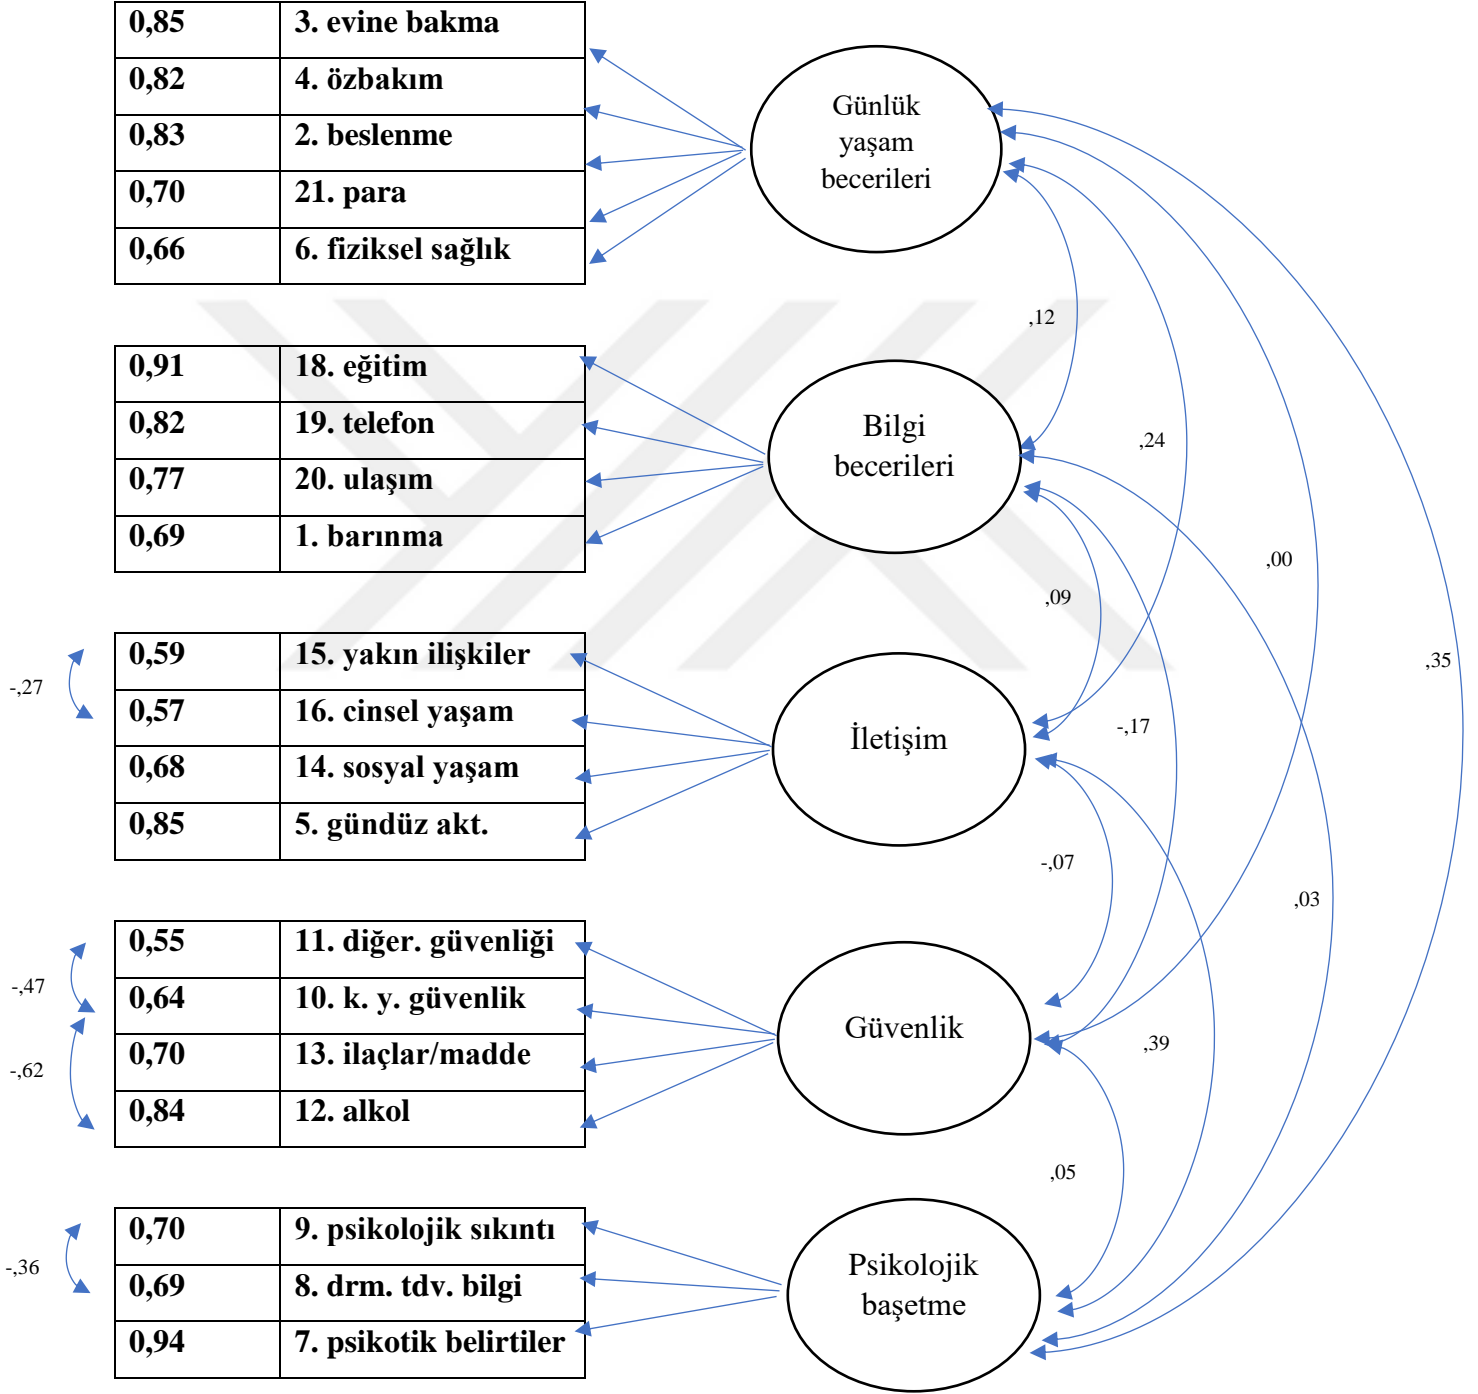 0,85 3. evine bakma
0,82 4. özbakım
0,83 2. beslenme
0,70 21. para
0,66 6. fiziksel sağlık
Günlük
yaşam
becerileri
,12
0,91 18. eğitim
0,82 19. telefon
0,77 20. ulaşım
0,69 1. barınma
Bilgi
becerileri
,24
,00
,09
,35
-,27
0,59 15. yakın ilişkiler
0,57 16. cinsel yaşam
0,68 14. sosyal yaşam
0,85 5. gündüz akt.
İletişim
-,17
-,07
,03
-,47
-,62
0,55 11. diğer. güvenliği
0,64 10. k. y. güvenlik
0,70 13. ilaçlar/madde
0,84 12. alkol
Güvenlik
,39
,05
-,36
0,70 9. psikolojik sıkıntı
0,69 8. drm. tdv. bilgi
0,94 7. psikotik belirtiler
Psikolojik
başetme